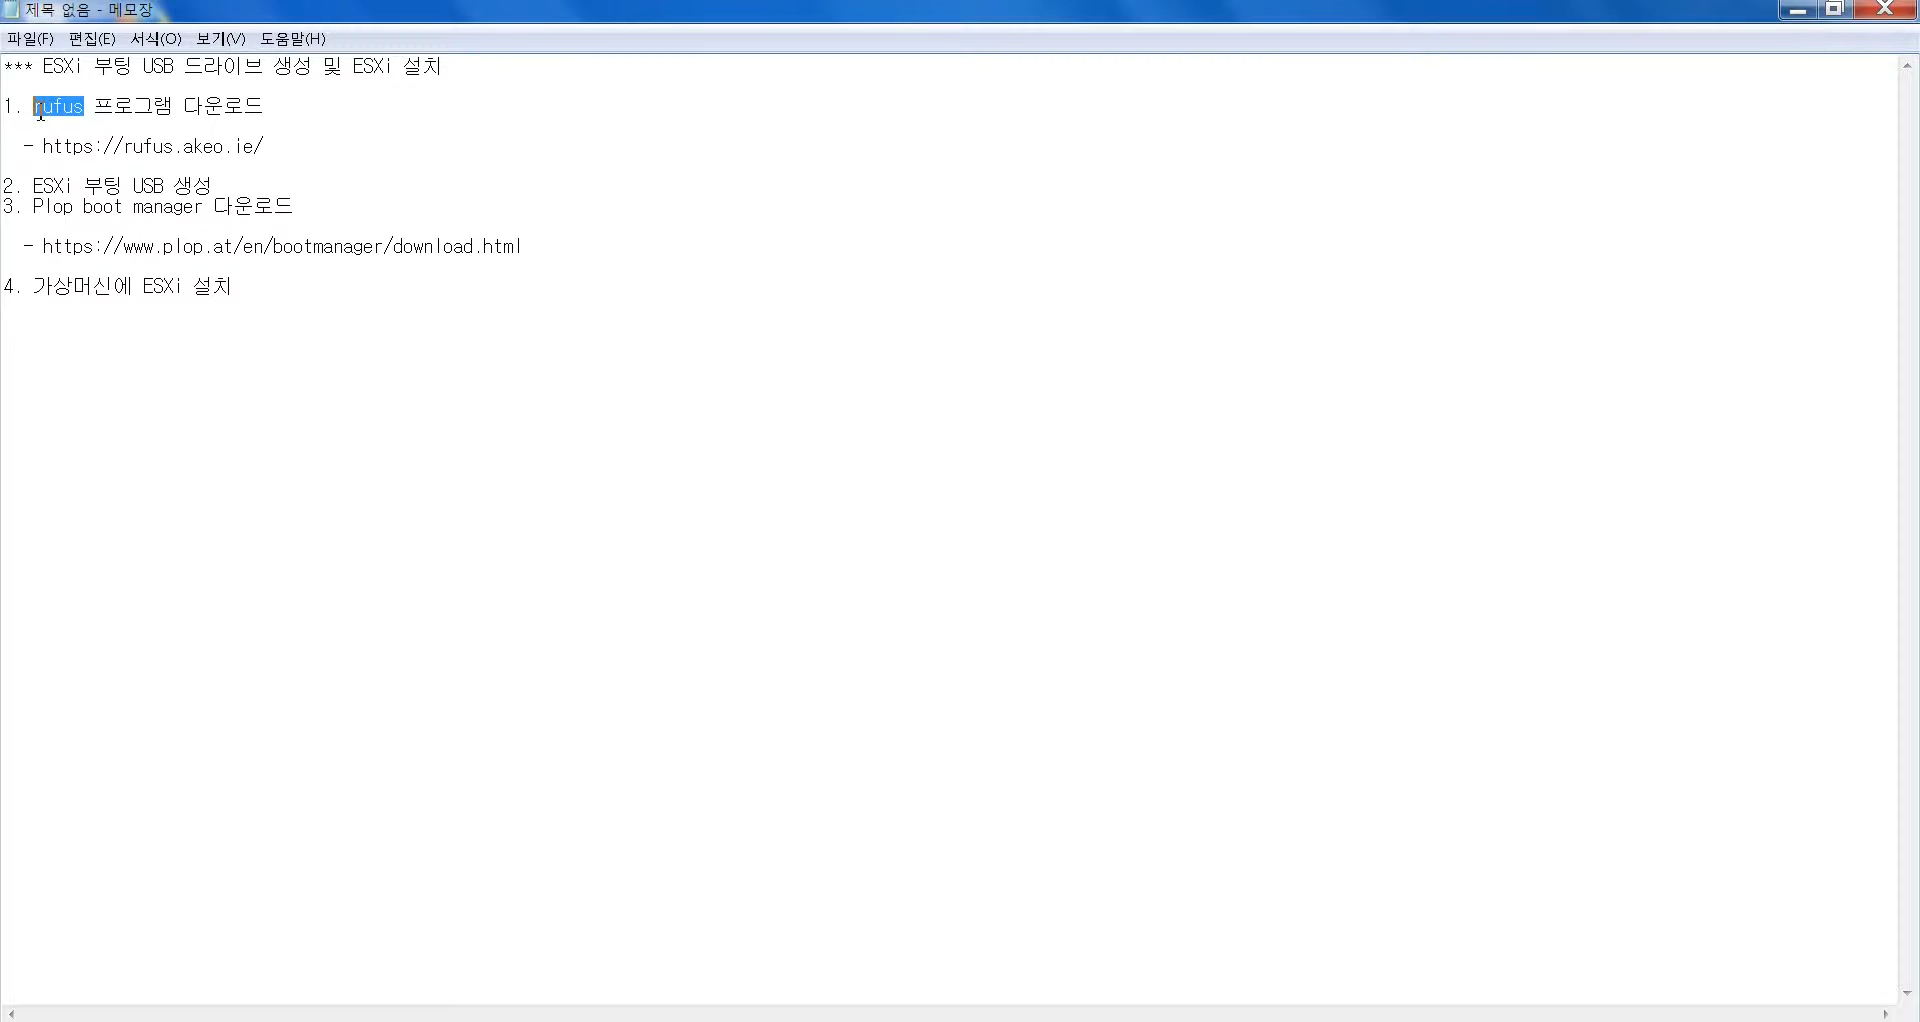 제목 없음 - 메모장
파일(F) 편집(E) 서식(O) 보기(V) 도움말(H)
*** ESXi 부팅 USB 드라이브 생성 및 ESXi 설치
1. rufus 프로그램 다운로드
- https://rufus.akeo.ie/
2. ESXi 부팅 USB 생성
3. Plop boot manager 다운로드
- https://www.plop.at/en/bootmanager/download.html
4. 가상머신에 ESXi 설치